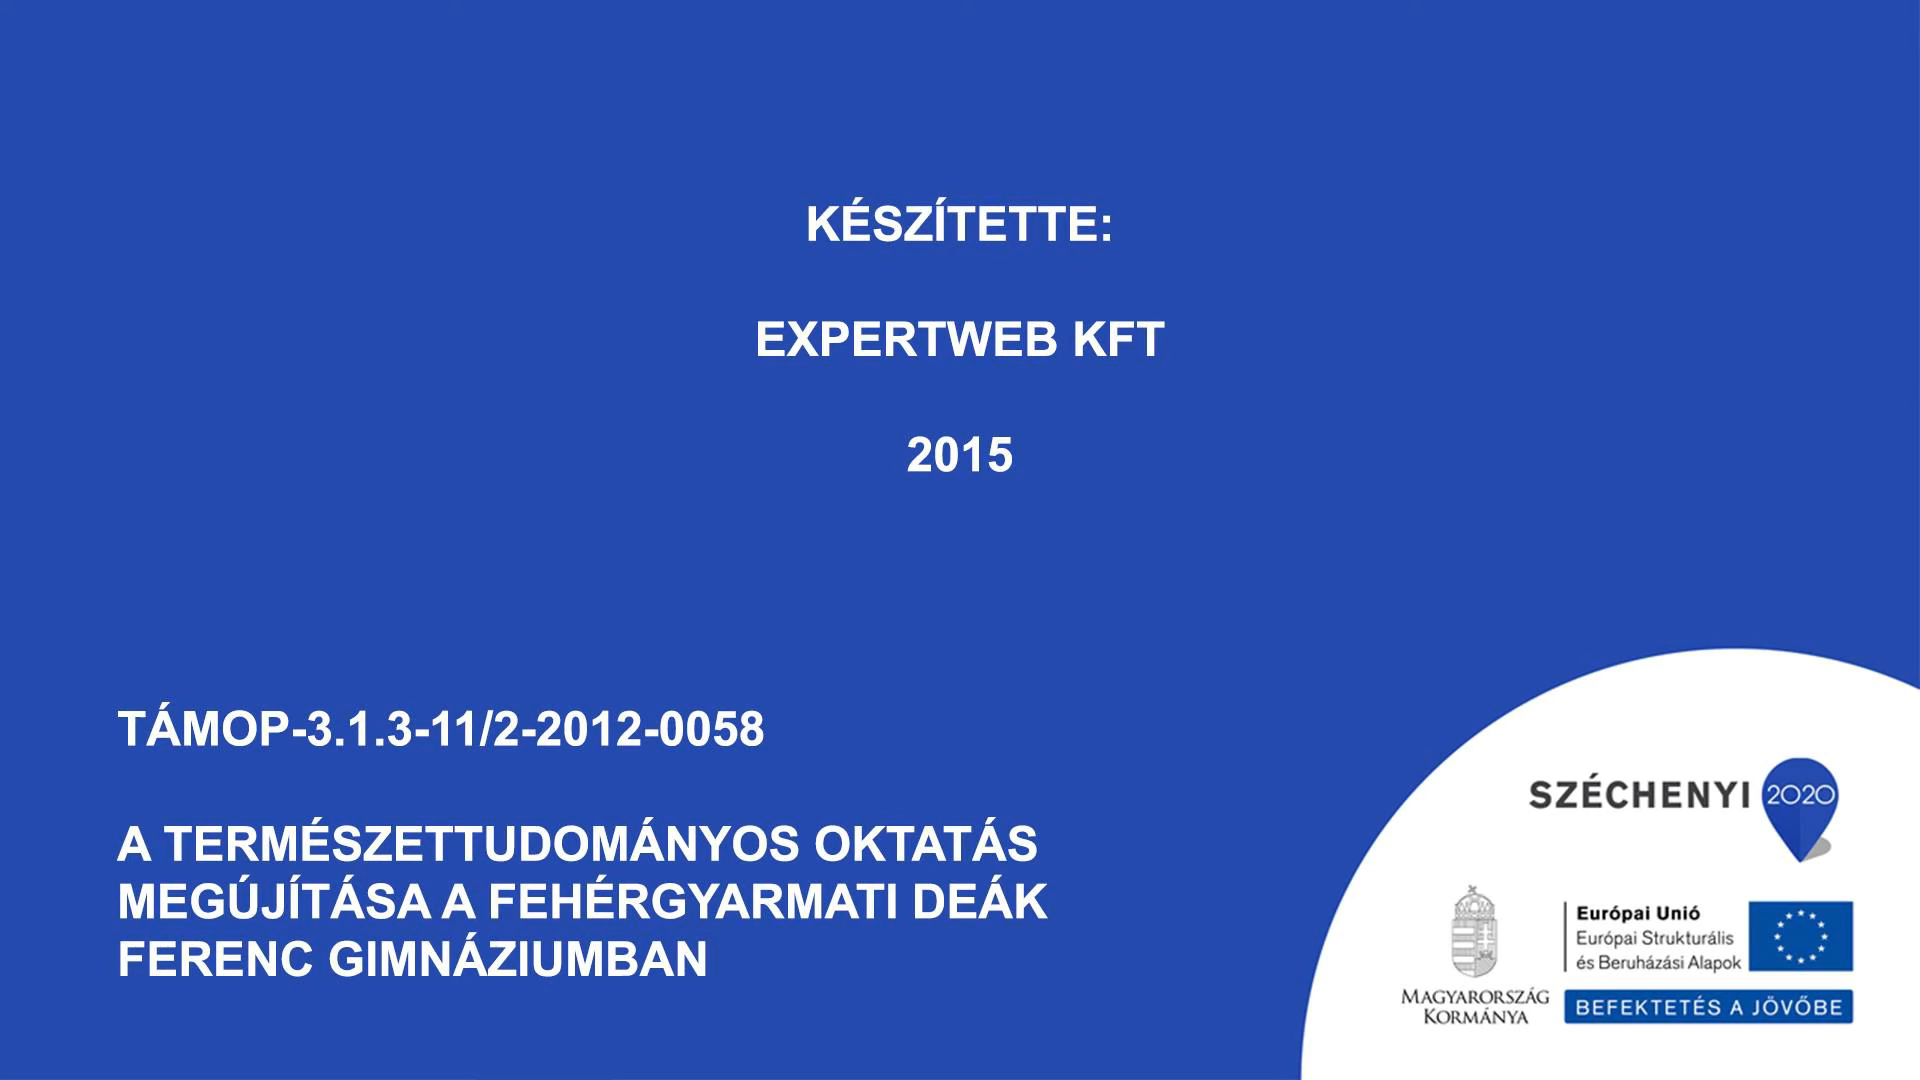 KÉSZÍTETTE:
EXPERTWEB KFT
2015
TÁMOP-3.1.3-11/2-2012-0058
A TERMÉSZETTUDOMÁNYOS OKTATÁS
MEGÚJÍTÁSA A FEHÉRGYARMATI DEÁK
FERENC GIMNÁZIUMBAN
SZÉCHENYI 2020
MAGYARORSZÁG
KORMÁNYA
Európai Unió
Európai Strukturális
és Beruházási Alapok
BEFEKTETÉS A JÖVŐBE